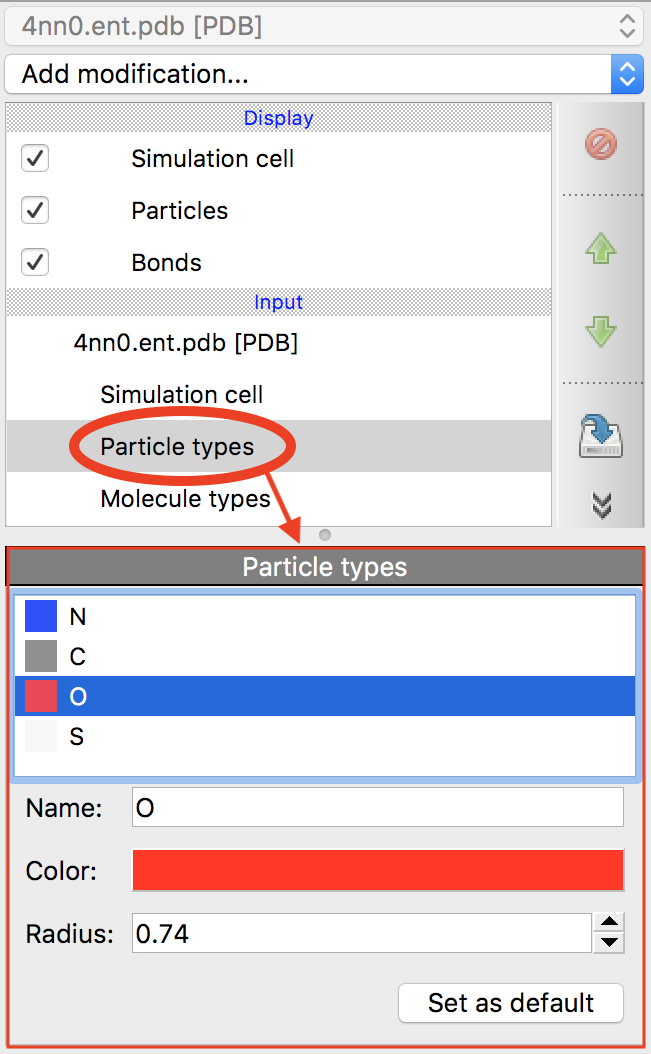 4nn0.ent.pdb [PDB]
Add modification...
Display
Simulation cell
Particles
Bonds
Input
4nn0.ent.pdb [PDB]
Simulation cell
Particle types
Molecule types
Particle types
N
C
O
S
Name: O
Color:
Radius: 0.74
Set as default